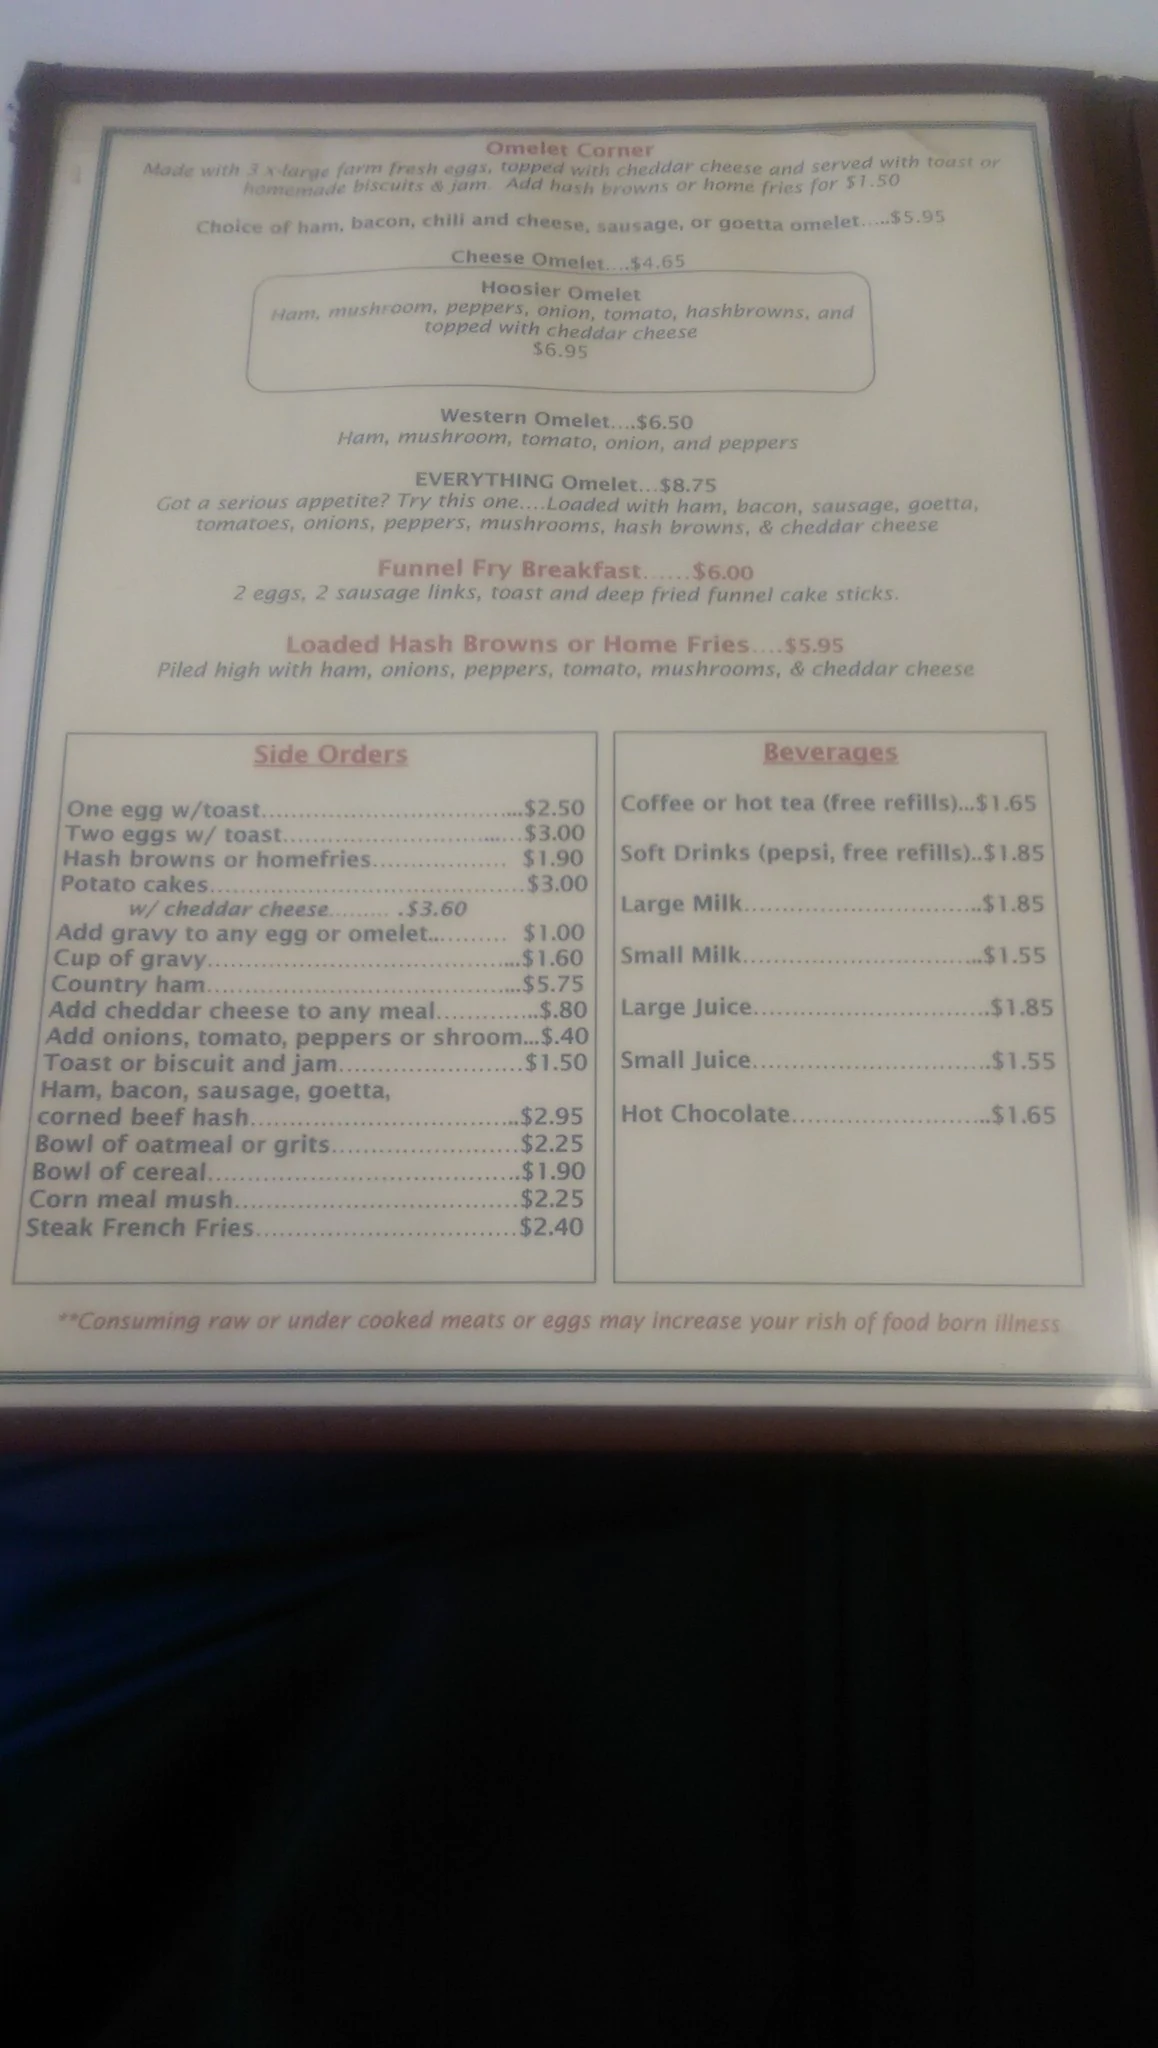 Omelet Corner
Made with 3 x-large farm fresh eggs, topped with cheddar cheese and served with toast or
homemade biscuits & jam. Add hash browns or home fries for $1.50
Choice of ham, bacon, chili and cheese, sausage, or goetta omelet.....$5.95
Cheese Omelet....$4.65
Hoosier Omelet
Ham, mushroom, peppers, onion, tomato, hashbrowns, and
topped with cheddar cheese
$6.95
Western Omelet....$6.50
Ham, mushroom, tomato, onion, and peppers
EVERYTHING Omelet...$8.75
Got a serious appetite? Try this one....Loaded with ham, bacon, sausage, goetta,
tomatoes, onions, peppers, mushrooms, hash browns, & cheddar cheese
Funnel Fry Breakfast......$6.00
2 eggs, 2 sausage links, toast and deep fried funnel cake sticks.
Loaded Hash Browns or Home Fries....$5.95
Piled high with ham, onions, peppers, tomato, mushrooms, & cheddar cheese
Side Orders
One egg w/toast...................................$2.50
Two eggs w/ toast................................$3.00
Hash browns or homefries................. $1.90
Potato cakes.........................................$3.00
w/ cheddar cheese......... .$3.60
Add gravy to any egg or omelet........... $1.00
Cup of gravy.........................................$1.60
Country ham.........................................$5.75
Add cheddar cheese to any meal.............$.80
Add onions, tomato, peppers or shroom...$.40
Toast or biscuit and jam........................$1.50
Ham, bacon, sausage, goetta,
corned beef hash...................................$2.95
Bowl of oatmeal or grits........................$2.25
Bowl of cereal.........................................$1.90
Corn meal mush.....................................$2.25
Steak French Fries..................................$2.40
Beverages
Coffee or hot tea (free refills)...$1.65
Soft Drinks (pepsi, free refills)..$1.85
Large Milk...............................$1.85
Small Milk...............................$1.55
Large Juice...............................$1.85
Small Juice...............................$1.55
Hot Chocolate..........................$1.65
**Consuming raw or under cooked meats or eggs may increase your rish of food born illness